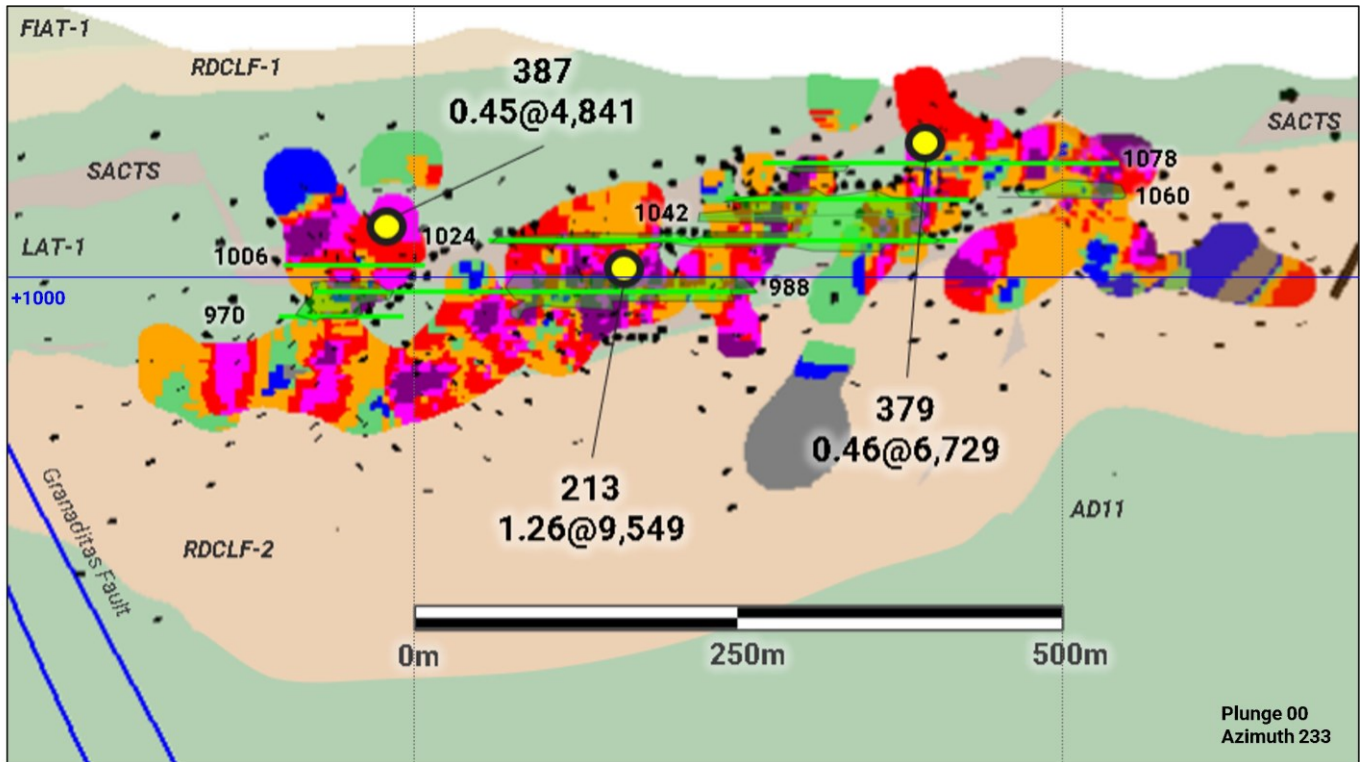 FIAT-1
RDCLF-1
387
0.45@4,841
SACTS
SACTS
1078
1060
1042
LAT-1
1024
1006
+1000
988
970
379
0.46@6,729
213
1.26@9,549
AD11
Granaditas Fault
RDCLF-2
0m
250m
500m
Plunge 00
Azimuth 233